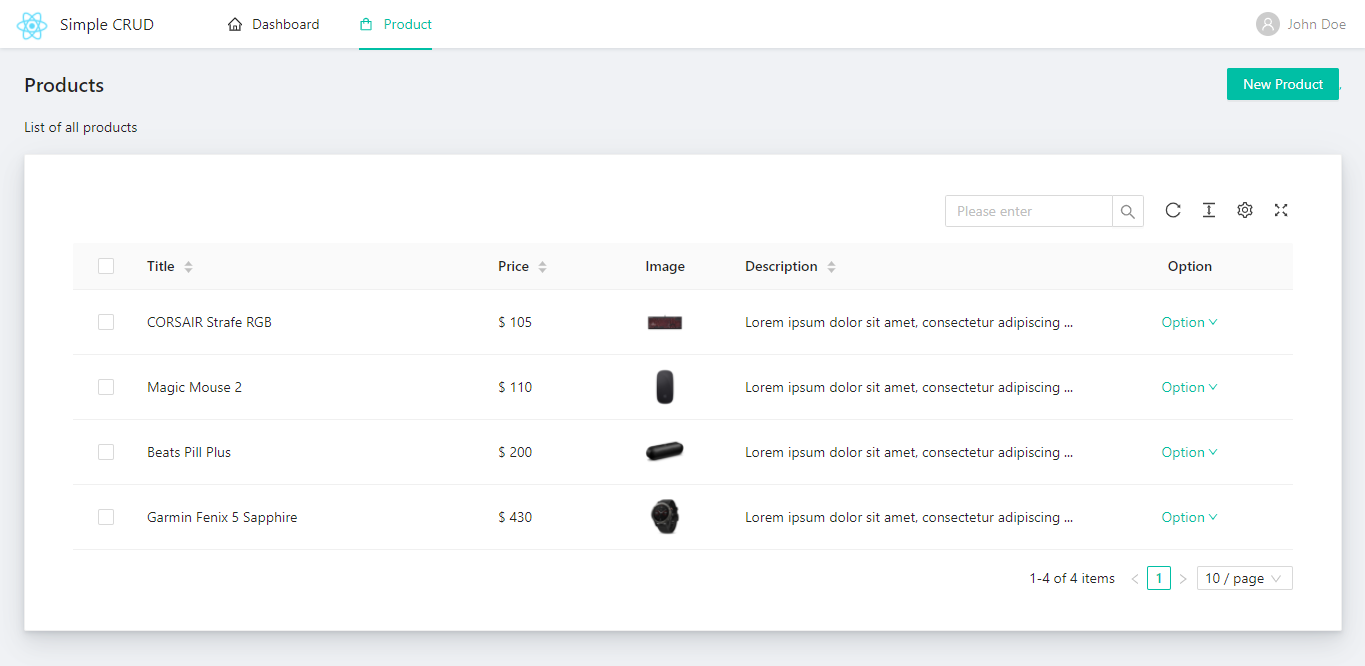 Simple CRUD Dashboard Product John Doe
Products New Product
List of all products
Please enter
Title Price Image Description Option
CORSAIR Strafe RGB $ 105 Lorem ipsum dolor sit amet, consectetur adipiscing ... Option
Magic Mouse 2 $ 110 Lorem ipsum dolor sit amet, consectetur adipiscing ... Option
Beats Pill Plus $ 200 Lorem ipsum dolor sit amet, consectetur adipiscing ... Option
Garmin Fenix 5 Sapphire $ 430 Lorem ipsum dolor sit amet, consectetur adipiscing ... Option
1-4 of 4 items < 1 > 10 / page